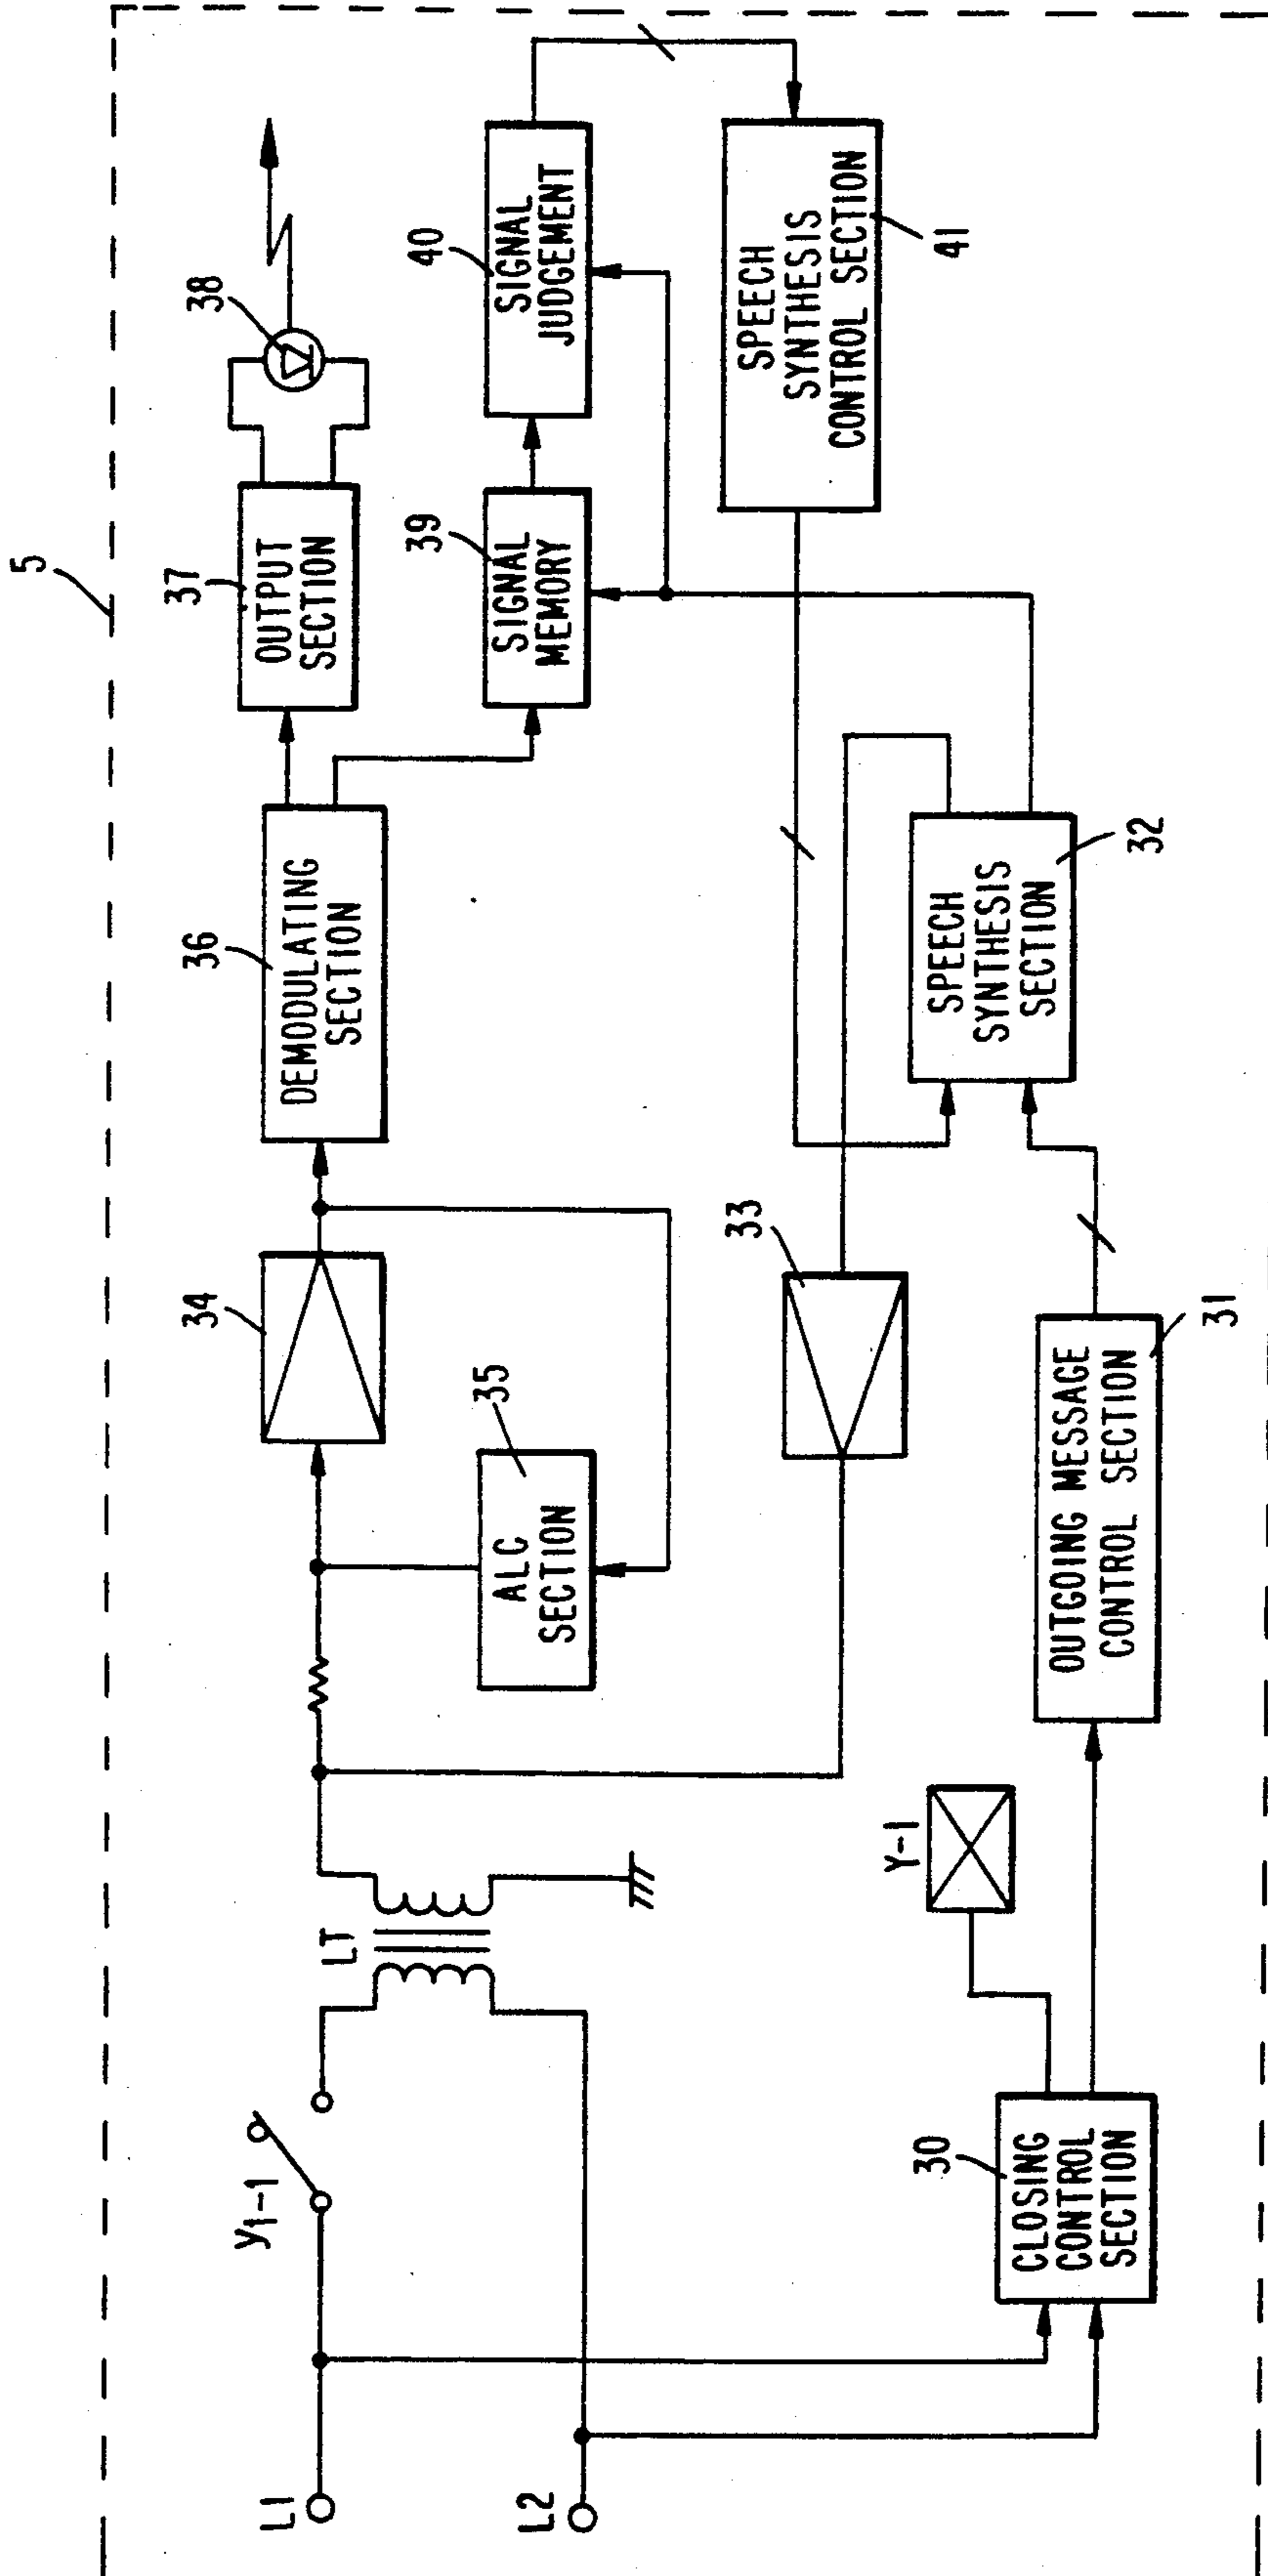 5
L1
L2
Y1-1
LT
34
ALC
SECTION
35
36
DEMODULATING
SECTION
37
OUTPUT
SECTION
38
39
SIGNAL
MEMORY
40
SIGNAL
JUDGEMENT
SPEECH
SYNTHESIS
CONTROL SECTION
41
33
SPEECH
SYNTHESIS
SECTION
32
Y-1
30
CLOSING
CONTROL
SECTION
OUTGOING MESSAGE
CONTROL SECTION
31